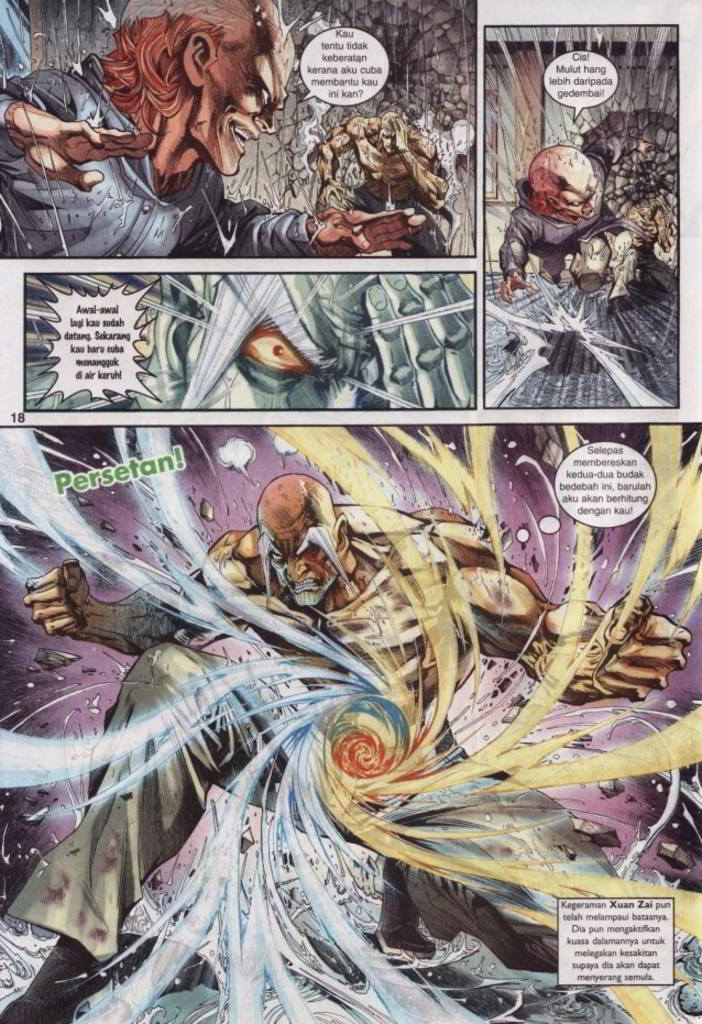 Kau
tentu tidak
keberatan
kerana aku cuba
membantu kau
ini kan?
Cis!
Mulut hang
lebih daripada
gedembai!
Awal-awal
lagi kau sudah
datang. Sekarang
kau baru cuba
menangguk
di air keruh!
18
Persetan!
Selepas
membereskan
kedua-dua budak
bedebah ini, barulah
aku akan berhitung
dengan kau!
Kegeraman Xuan Zai pun
telah melampaui batasnya.
Dia pun mengaktifkan
kuasa dalamannya untuk
melegakan kesakitan
supaya dia akan dapat
menyerang semula.